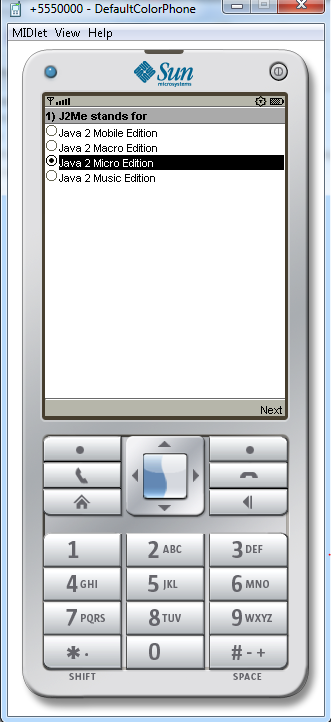 +5550000 - DefaultColorPhone
MIDlet View Help
Sun
microsystems
1) J2Me stands for
Java 2 Mobile Edition
Java 2 Macro Edition
Java 2 Micro Edition
Java 2 Music Edition
Next
1 2 ABC 3 DEF
4 GHI 5 JKL 6 MNO
7 PQRS 8 TUV 9 WXYZ
* . 0 # - +
SHIFT SPACE